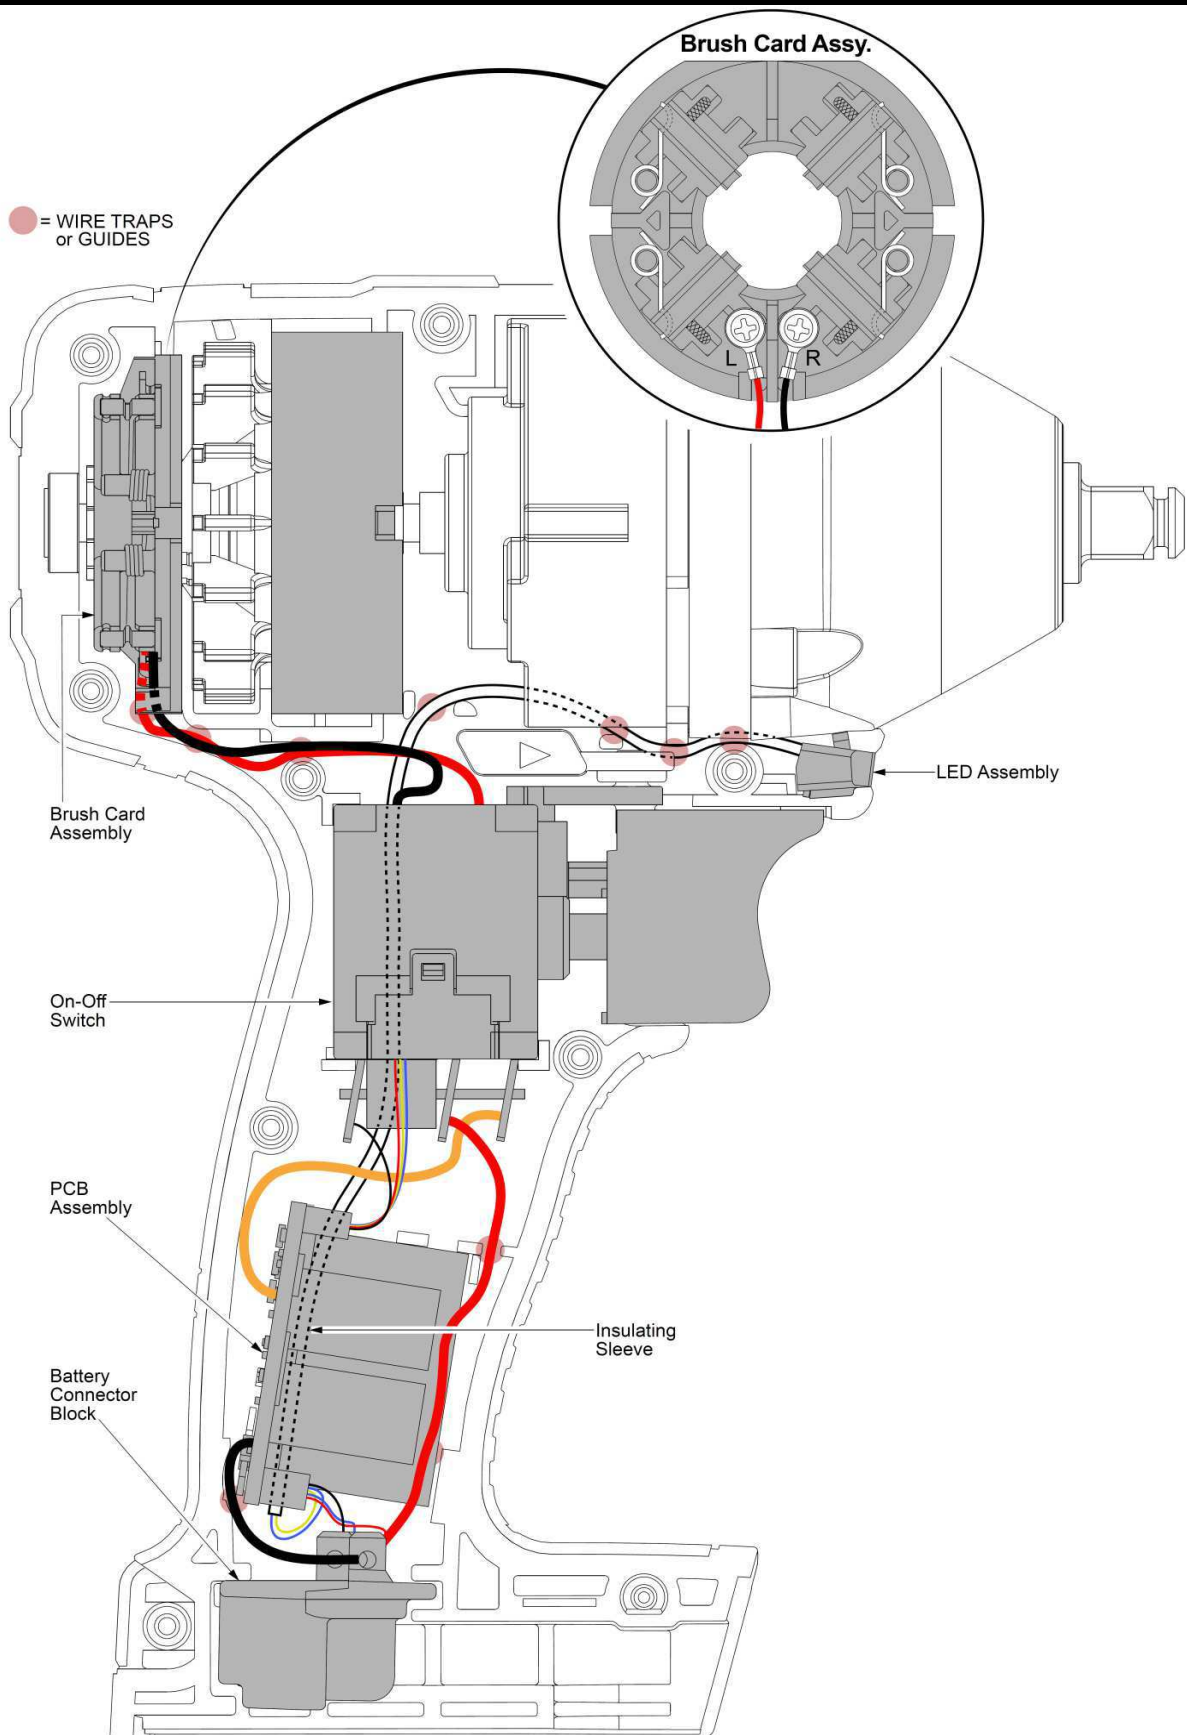 Brush Card Assy.
= WIRE TRAPS
or GUIDES
L
R
LED Assembly
Brush Card
Assembly
On-Off
Switch
PCB
Assembly
Insulating
Sleeve
Battery
Connector
Block